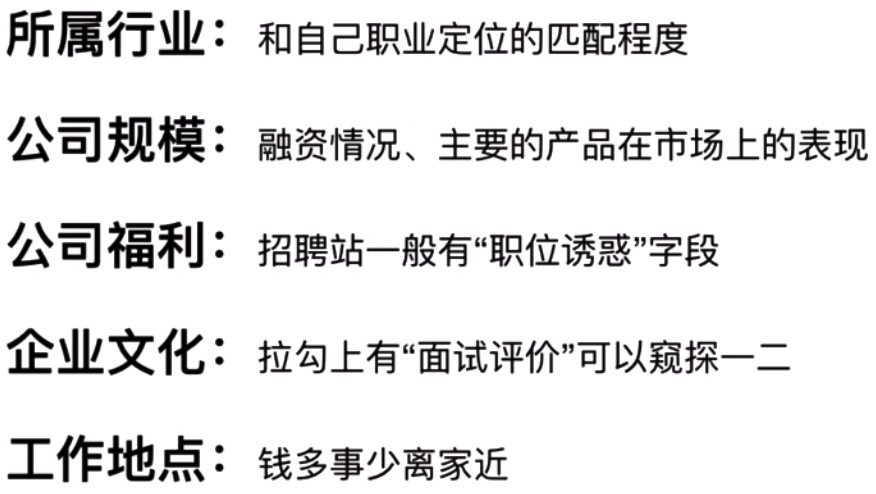 所属行业：和自己职业定位的匹配程度
公司规模：融资情况、主要的产品在市场上的表现
公司福利：招聘站一般有“职位诱惑”字段
企业文化：拉勾上有“面试评价”可以窥探一二
工作地点：钱多事少离家近